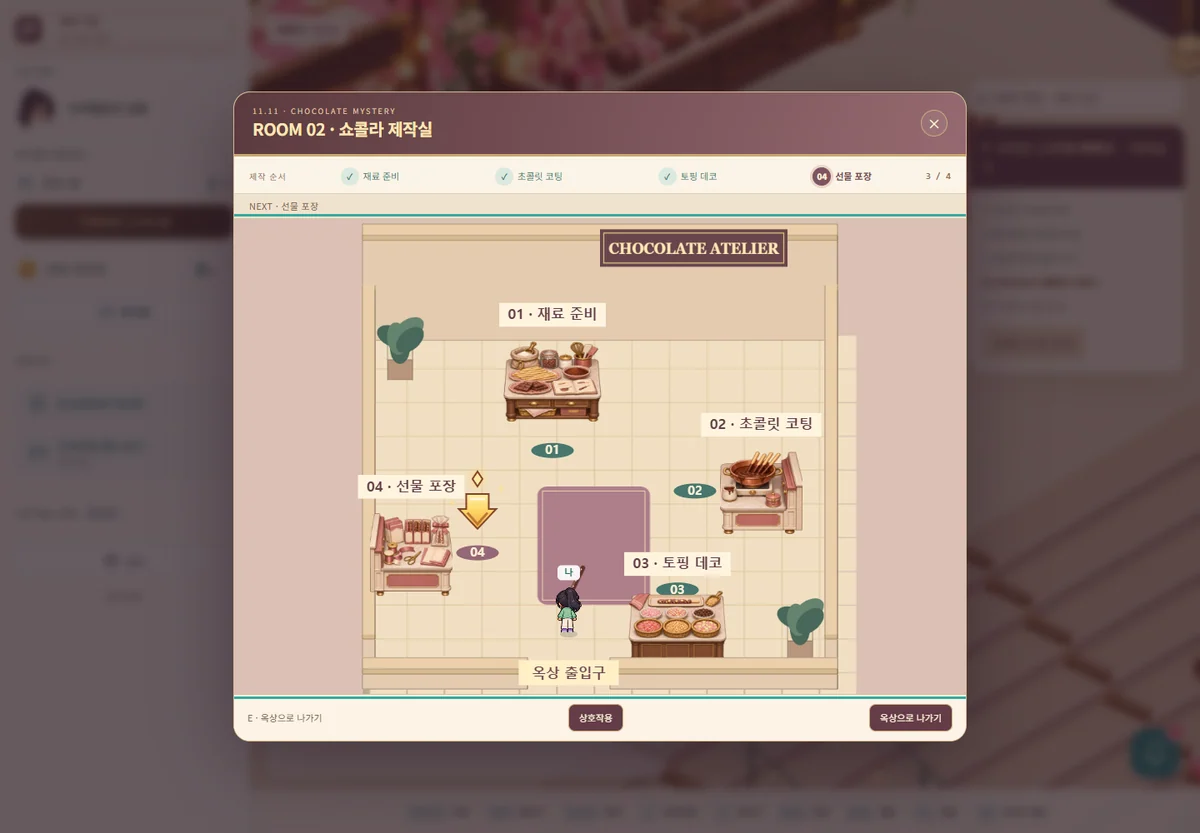 11.11 · CHOCOLATE MYSTERY
ROOM 02 · 쇼콜라 제작실
제작 순서
✓ 재료 준비
✓ 초콜릿 코팅
✓ 토핑 데코
04 선물 포장
3 / 4
NEXT · 선물 포장
CHOCOLATE ATELIER
01 · 재료 준비
01
02 · 초콜릿 코팅
02
04 · 선물 포장
04
03 · 토핑 데코
03
나
옥상 출입구
E · 옥상으로 나가기
상호작용
옥상으로 나가기